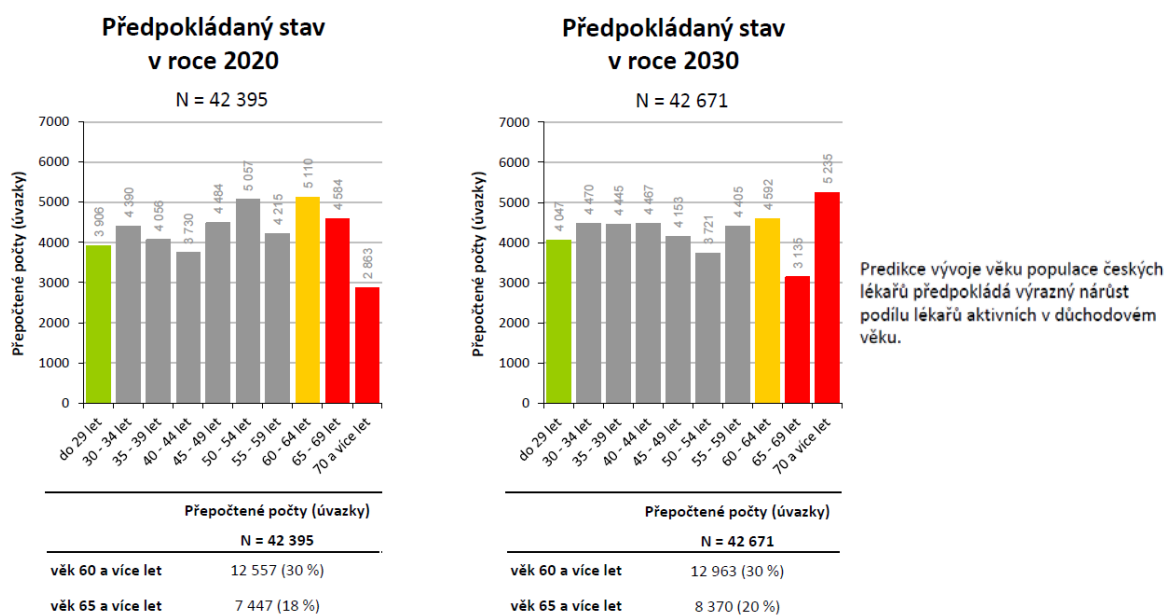 Předpokládaný stav
v roce 2020
N = 42 395
Přepočtené počty (úvazky)
7000
6000
5000
4000
3000
2000
1000
0
3 906
4 390
4 056
3 730
4 484
5 057
4 215
5 110
4 584
2 863
do 29 let
30 - 34 let
35 - 39 let
40 - 44 let
45 - 49 let
50 - 54 let
55 - 59 let
60 - 64 let
65 - 69 let
70 a více let
Přepočtené počty (úvazky)
N = 42 395
věk 60 a více let 12 557 (30 %)
věk 65 a více let 7 447 (18 %)
Předpokládaný stav
v roce 2030
N = 42 671
Přepočtené počty (úvazky)
7000
6000
5000
4000
3000
2000
1000
0
4 047
4 470
4 445
4 467
4 153
3 721
4 405
4 592
3 135
5 235
do 29 let
30 - 34 let
35 - 39 let
40 - 44 let
45 - 49 let
50 - 54 let
55 - 59 let
60 - 64 let
65 - 69 let
70 a více let
Přepočtené počty (úvazky)
N = 42 671
věk 60 a více let 12 963 (30 %)
věk 65 a více let 8 370 (20 %)
Predikce vývoje věku populace českých
lékařů předpokládá výrazný nárůst
podílu lékařů aktivních v důchodovém
věku.